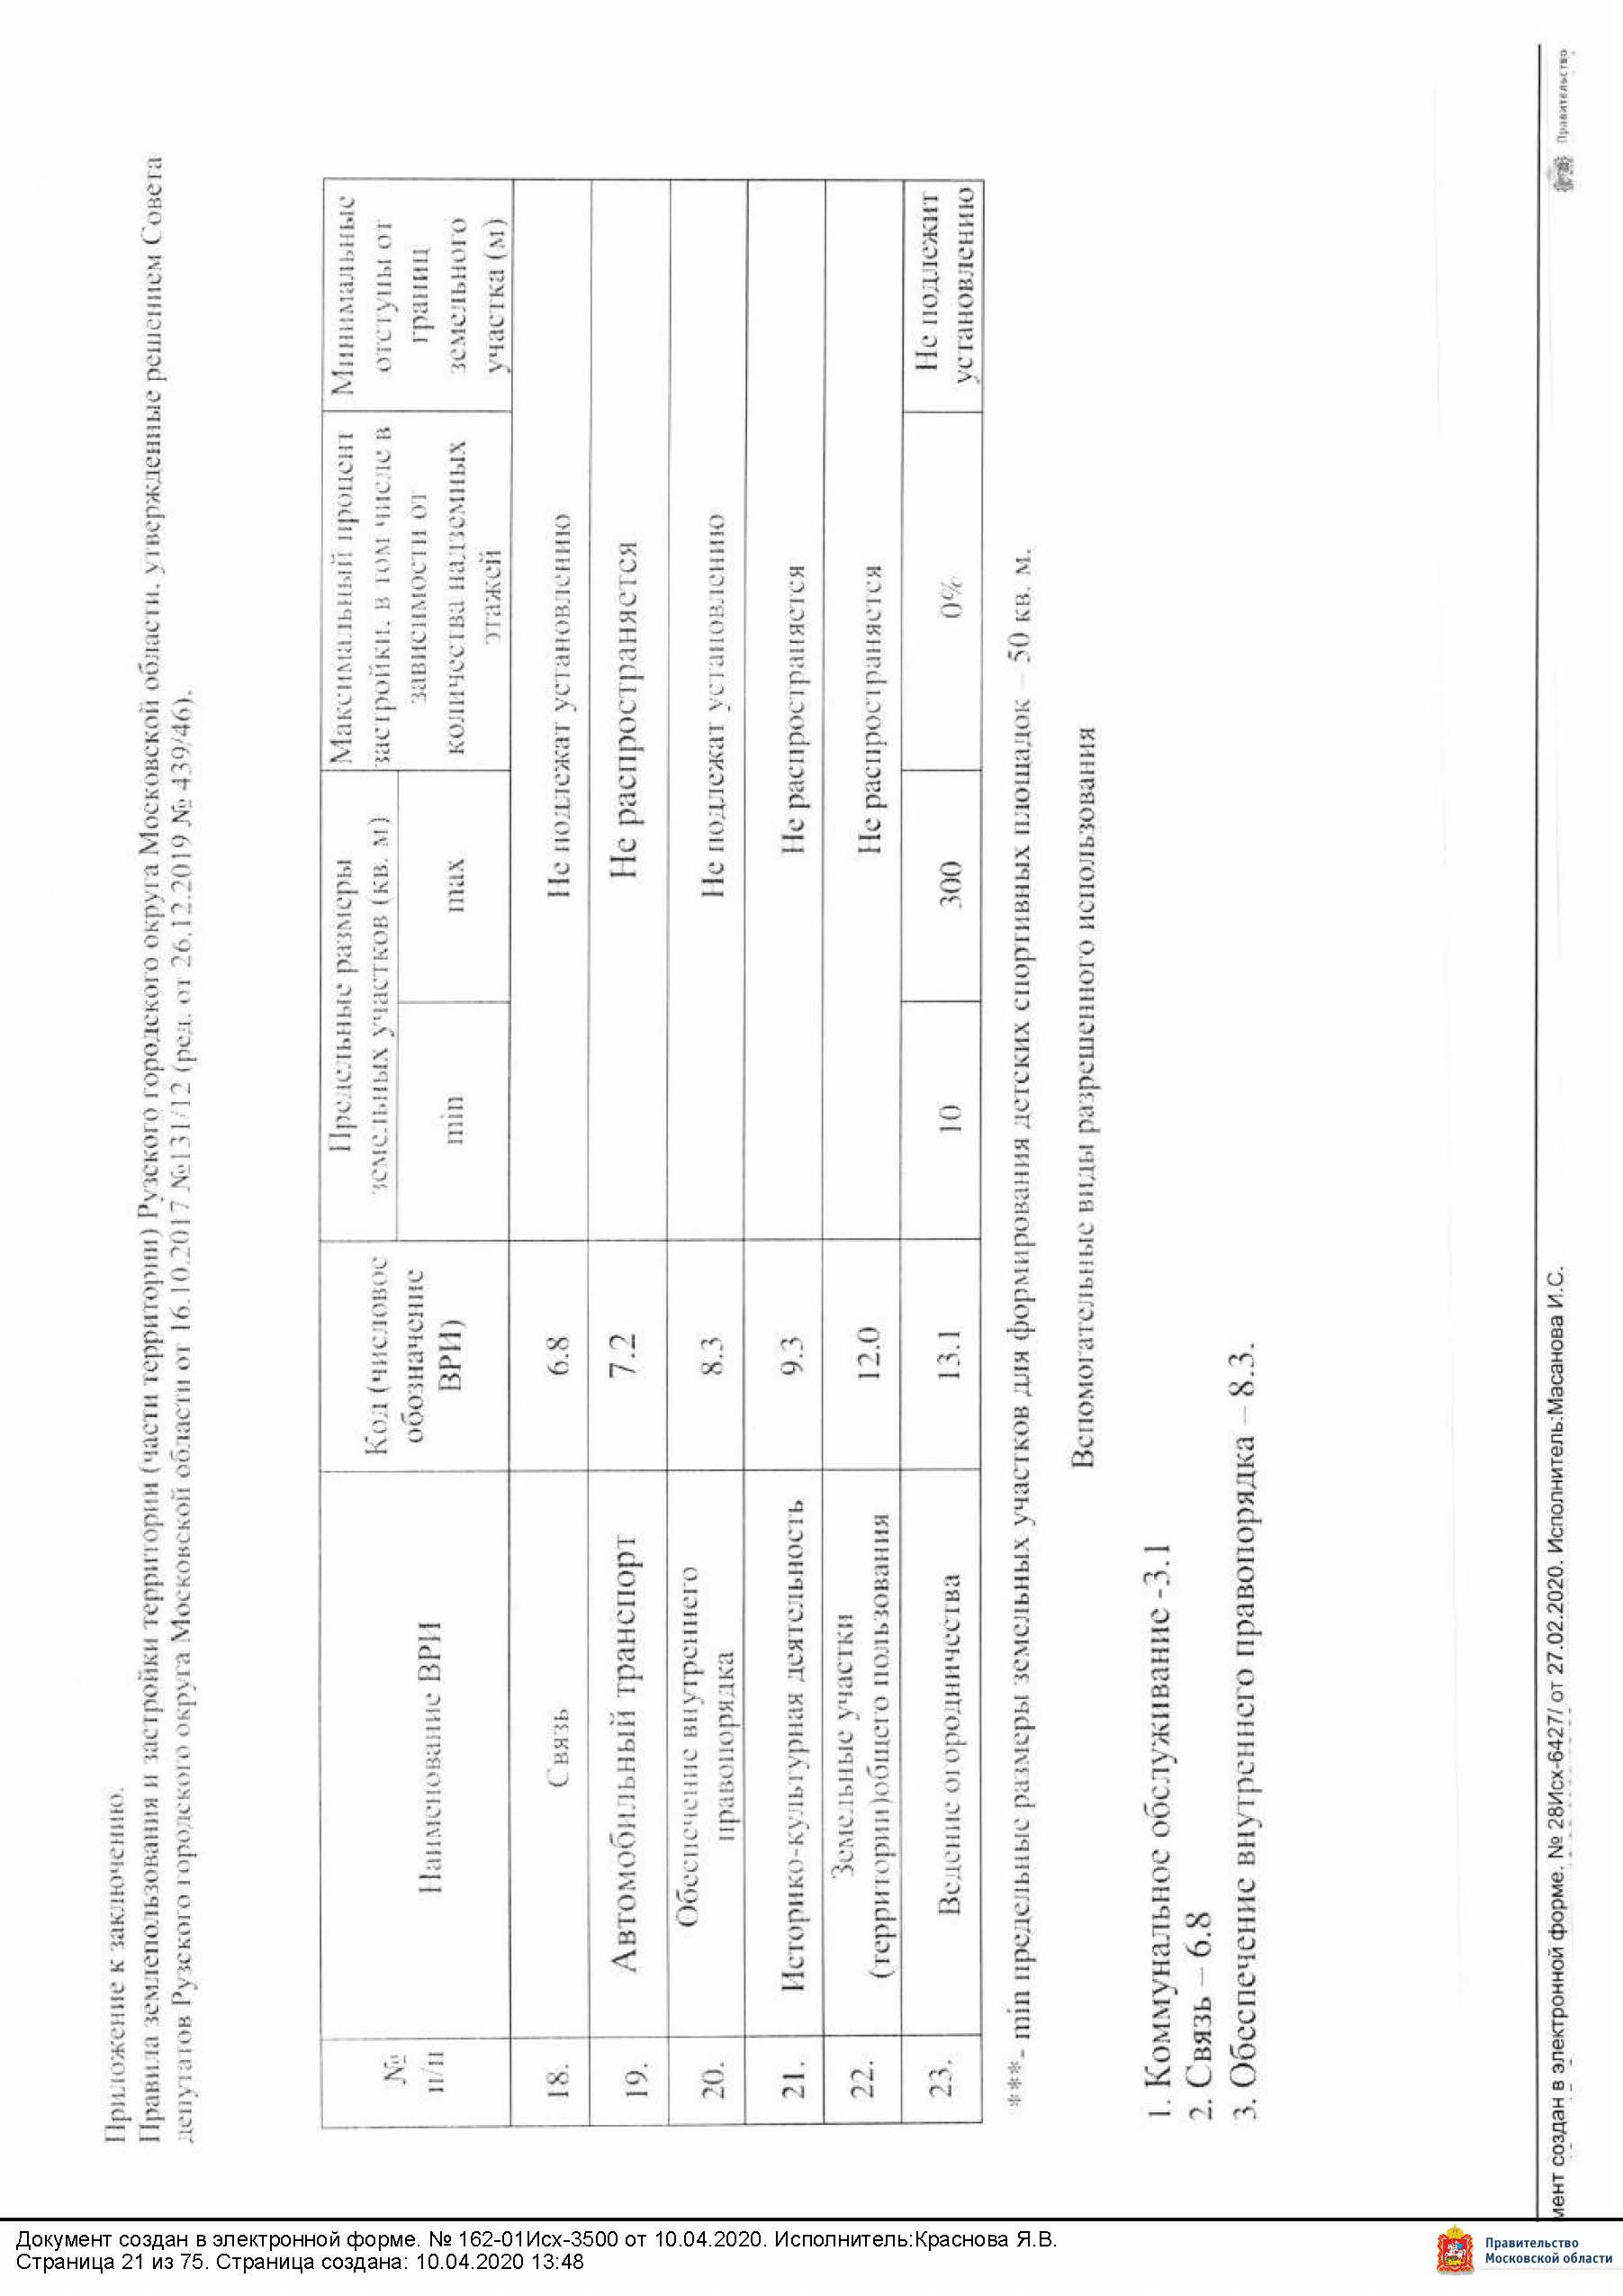 Приложение к заключению.
Правила землепользования и застройки территории (части территории) Рузского городского округа Московской области, утвержденные решением Совета
депутатов Рузского городского округа Московской области от 16.10.2017 №131/12 (ред. от 26.12.2019 № 439/46).
№
п/п
Наименование ВРИ
Код (числовое
обозначение
ВРИ)
Предельные размеры
земельных участков (кв. м)
min
max
Максимальный процент
застройки, в том числе в
зависимости от
количества надземных
этажей
Минимальные
отступы от
границ
земельного
участка (м)
18. Связь 6.8 Не подлежат установлению
19. Автомобильный транспорт 7.2 Не распространяется
20. Обеспечение внутреннего
правопорядка 8.3 Не подлежат установлению
21. Историко-культурная деятельность 9.3 Не распространяется
22. Земельные участки
(территории)общего пользования 12.0 Не распространяется
23. Ведение огородничества 13.1 10 300 0% Не подлежит
установлению
***- min предельные размеры земельных участков для формирования детских спортивных площадок – 50 кв. м.
Вспомогательные виды разрешенного использования
1. Коммунальное обслуживание -3.1
2. Связь – 6.8
3. Обеспечение внутреннего правопорядка – 8.3.
мент создан в электронной форме. № 28Исх-6427/ от 27.02.2020. Исполнитель:Масанова И.С.
Правительство
Документ создан в электронной форме. № 162-01Исх-3500 от 10.04.2020. Исполнитель:Краснова Я.В.
Страница 21 из 75. Страница создана: 10.04.2020 13:48
Правительство
Московской области